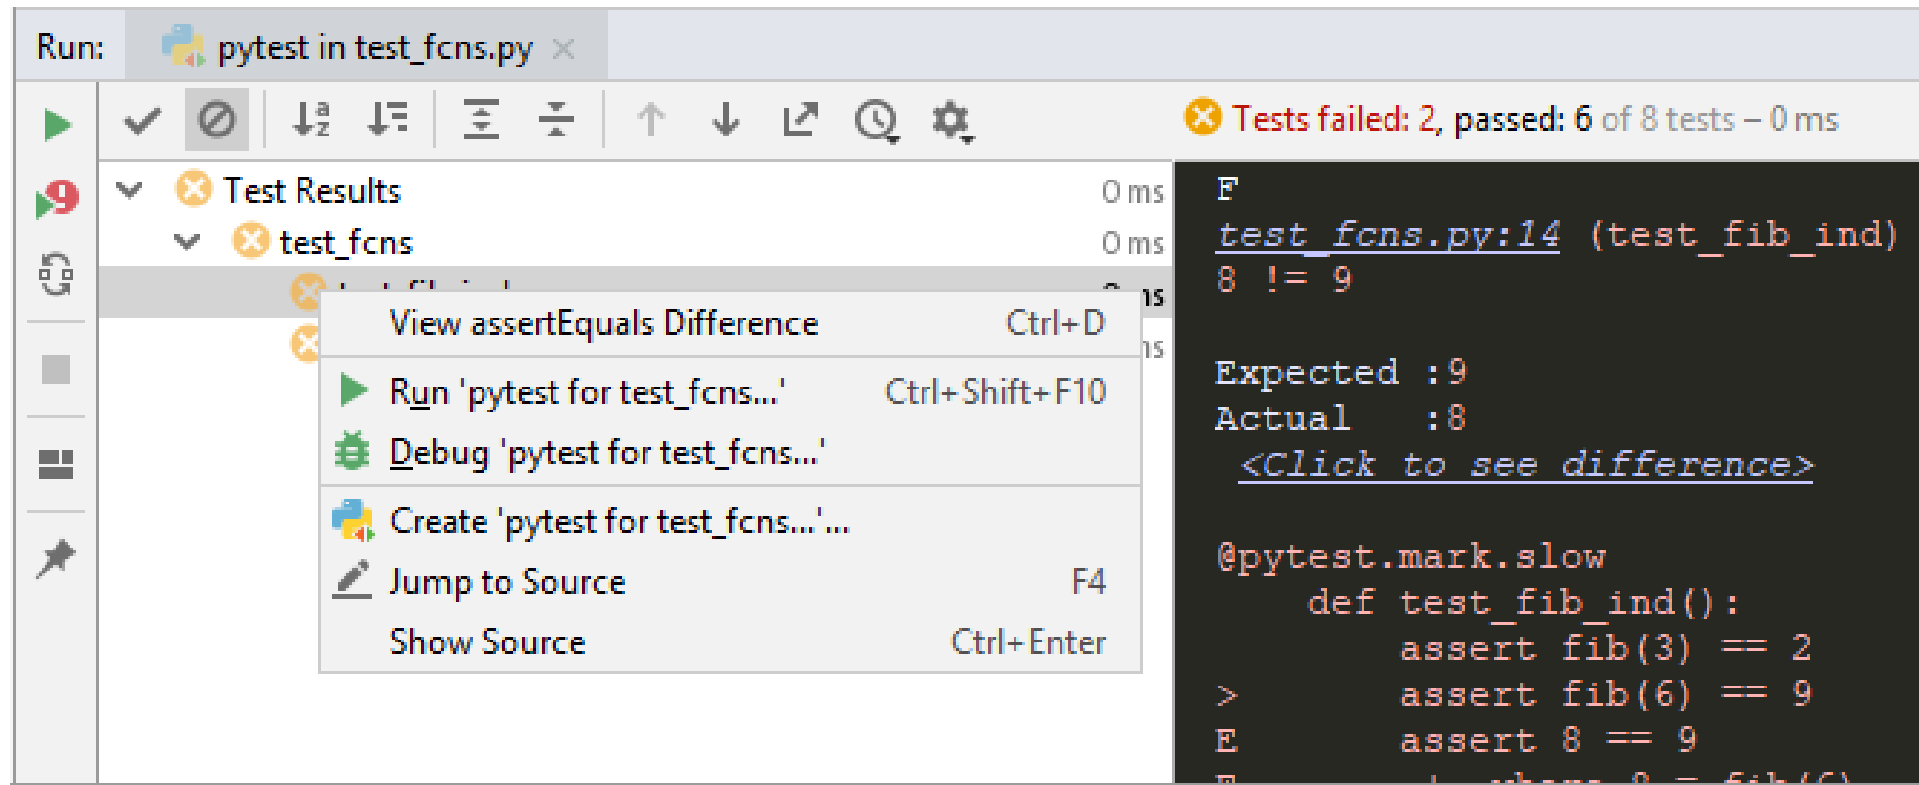 Run: pytest in test_fcns.py
Tests failed: 2, passed: 6 of 8 tests – 0 ms
Test Results 0 ms
test_fcns 0 ms
ms
View assertEquals Difference Ctrl+D
Run 'pytest for test_fcns...' Ctrl+Shift+F10
Debug 'pytest for test_fcns...'
Create 'pytest for test_fcns...'...
Jump to Source F4
Show Source Ctrl+Enter
F
test_fcns.py:14 (test_fib_ind)
8 != 9
Expected :9
Actual :8
<Click to see difference>
@pytest.mark.slow
def test_fib_ind():
assert fib(3) == 2
> assert fib(6) == 9
E assert 8 == 9